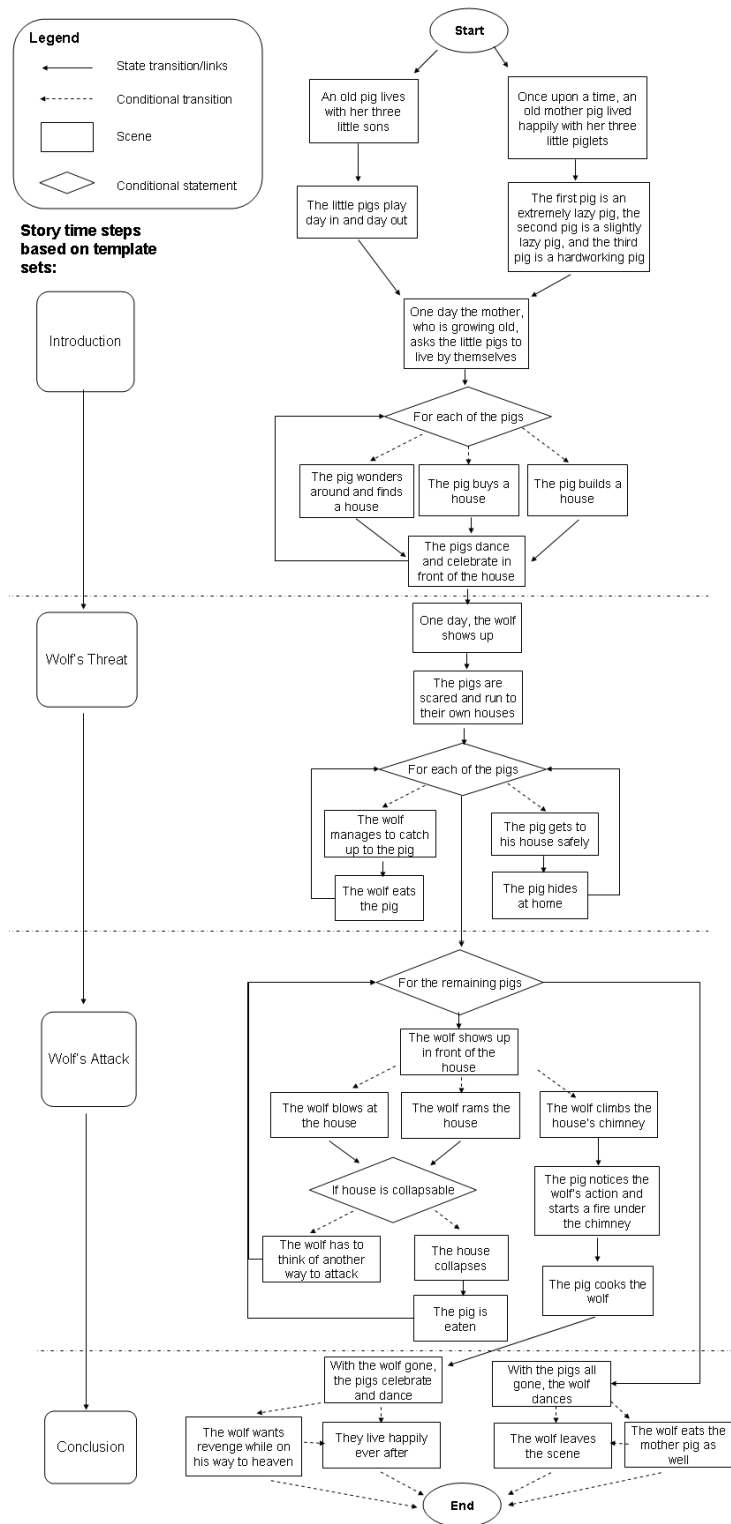 Legend
State transition/links
Conditional transition
Scene
Conditional statement
Story time steps
based on template
sets:
Start
An old pig lives
with her three
little sons
Once upon a time, an
old mother pig lived
happily with her three
little piglets
The little pigs play
day in and day out
The first pig is an
extremely lazy pig, the
second pig is a slightly
lazy pig, and the third
pig is a hardworking pig
Introduction
One day the mother,
who is growing old,
asks the little pigs to
live by themselves
For each of the pigs
The pig wonders
around and finds
a house
The pig buys a
house
The pig builds a
house
The pigs dance
and celebrate in
front of the house
Wolf's Threat
One day, the wolf
shows up
The pigs are
scared and run to
their own houses
For each of the pigs
The wolf
manages to catch
up to the pig
The pig gets to
his house safely
The wolf eats
the pig
The pig hides
at home
Wolf's Attack
For the remaining pigs
The wolf shows up
in front of the
house
The wolf blows at
the house
The wolf rams the
house
The wolf climbs the
house's chimney
If house is collapsable
The pig notices the
wolf's action and
starts a fire under
the chimney
The wolf has to
think of another
way to attack
The house
collapses
The pig cooks the
wolf
The pig is
eaten
Conclusion
With the wolf gone,
the pigs celebrate
and dance
With the pigs all
gone, the wolf
dances
The wolf wants
revenge while on
his way to heaven
They live happily
ever after
The wolf leaves
the scene
The wolf eats the
mother pig as
well
End